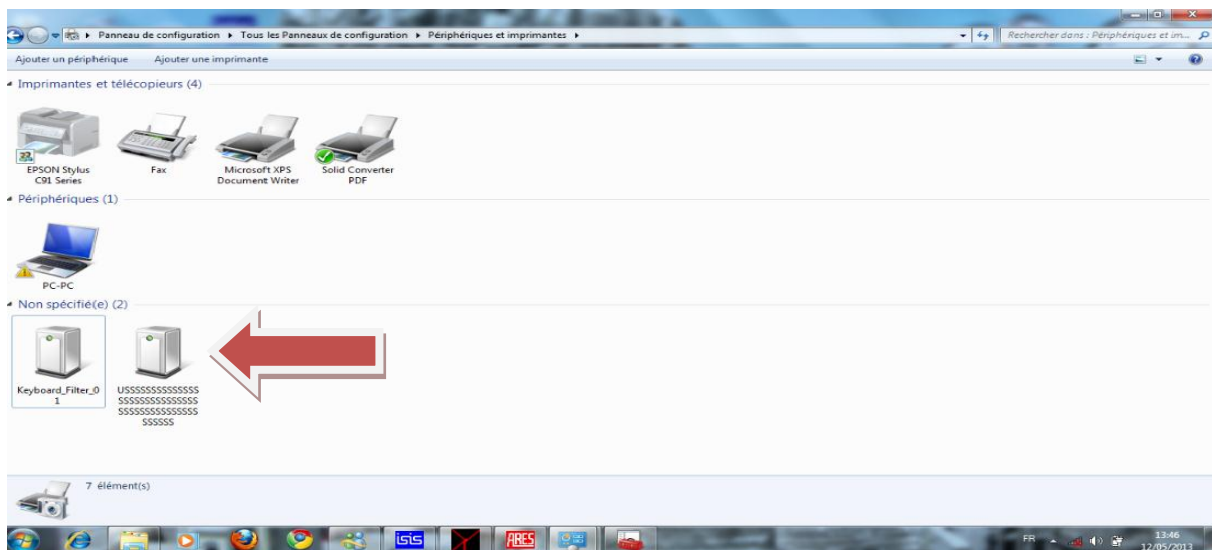 Panneau de configuration ▸ Tous les Panneaux de configuration ▸ Périphériques et imprimantes ▸
Rechercher dans : Périphériques et im...
Ajouter un périphérique Ajouter une imprimante
Imprimantes et télécopieurs (4)
EPSON Stylus
C91 Series
Fax
Microsoft XPS
Document Writer
Solid Converter
PDF
Périphériques (1)
PC-PC
Non spécifié(e) (2)
Keyboard_Filter_0
1
USSSSSSSSSSSSSS
SSSSSSSSSSSSSSS
SSSSSSSSSSSSSSS
SSSSSS
7 élément(s)
isis
ARES
FR
13:46
12/05/2013